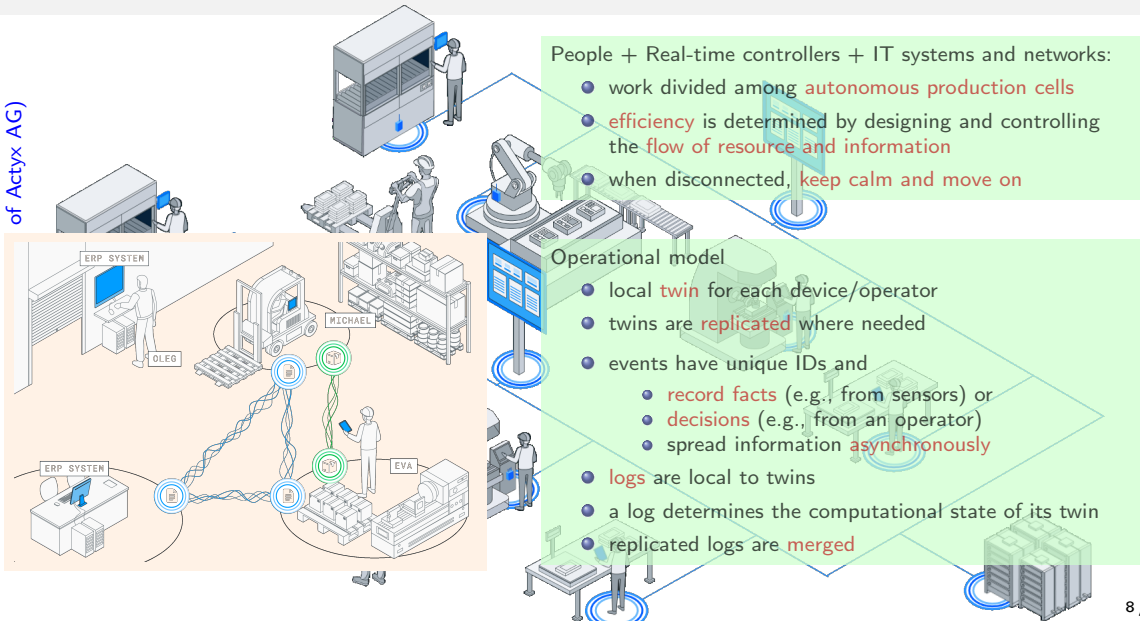 of Actyx AG)
People + Real-time controllers + IT systems and networks:
work divided among autonomous production cells
efficiency is determined by designing and controlling
the flow of resource and information
when disconnected, keep calm and move on
ERP SYSTEM
OLEG
MICHAEL
ERP SYSTEM
EVA
Operational model
local twin for each device/operator
twins are replicated where needed
events have unique IDs and
record facts (e.g., from sensors) or
decisions (e.g., from an operator)
spread information asynchronously
logs are local to twins
a log determines the computational state of its twin
replicated logs are merged
8/